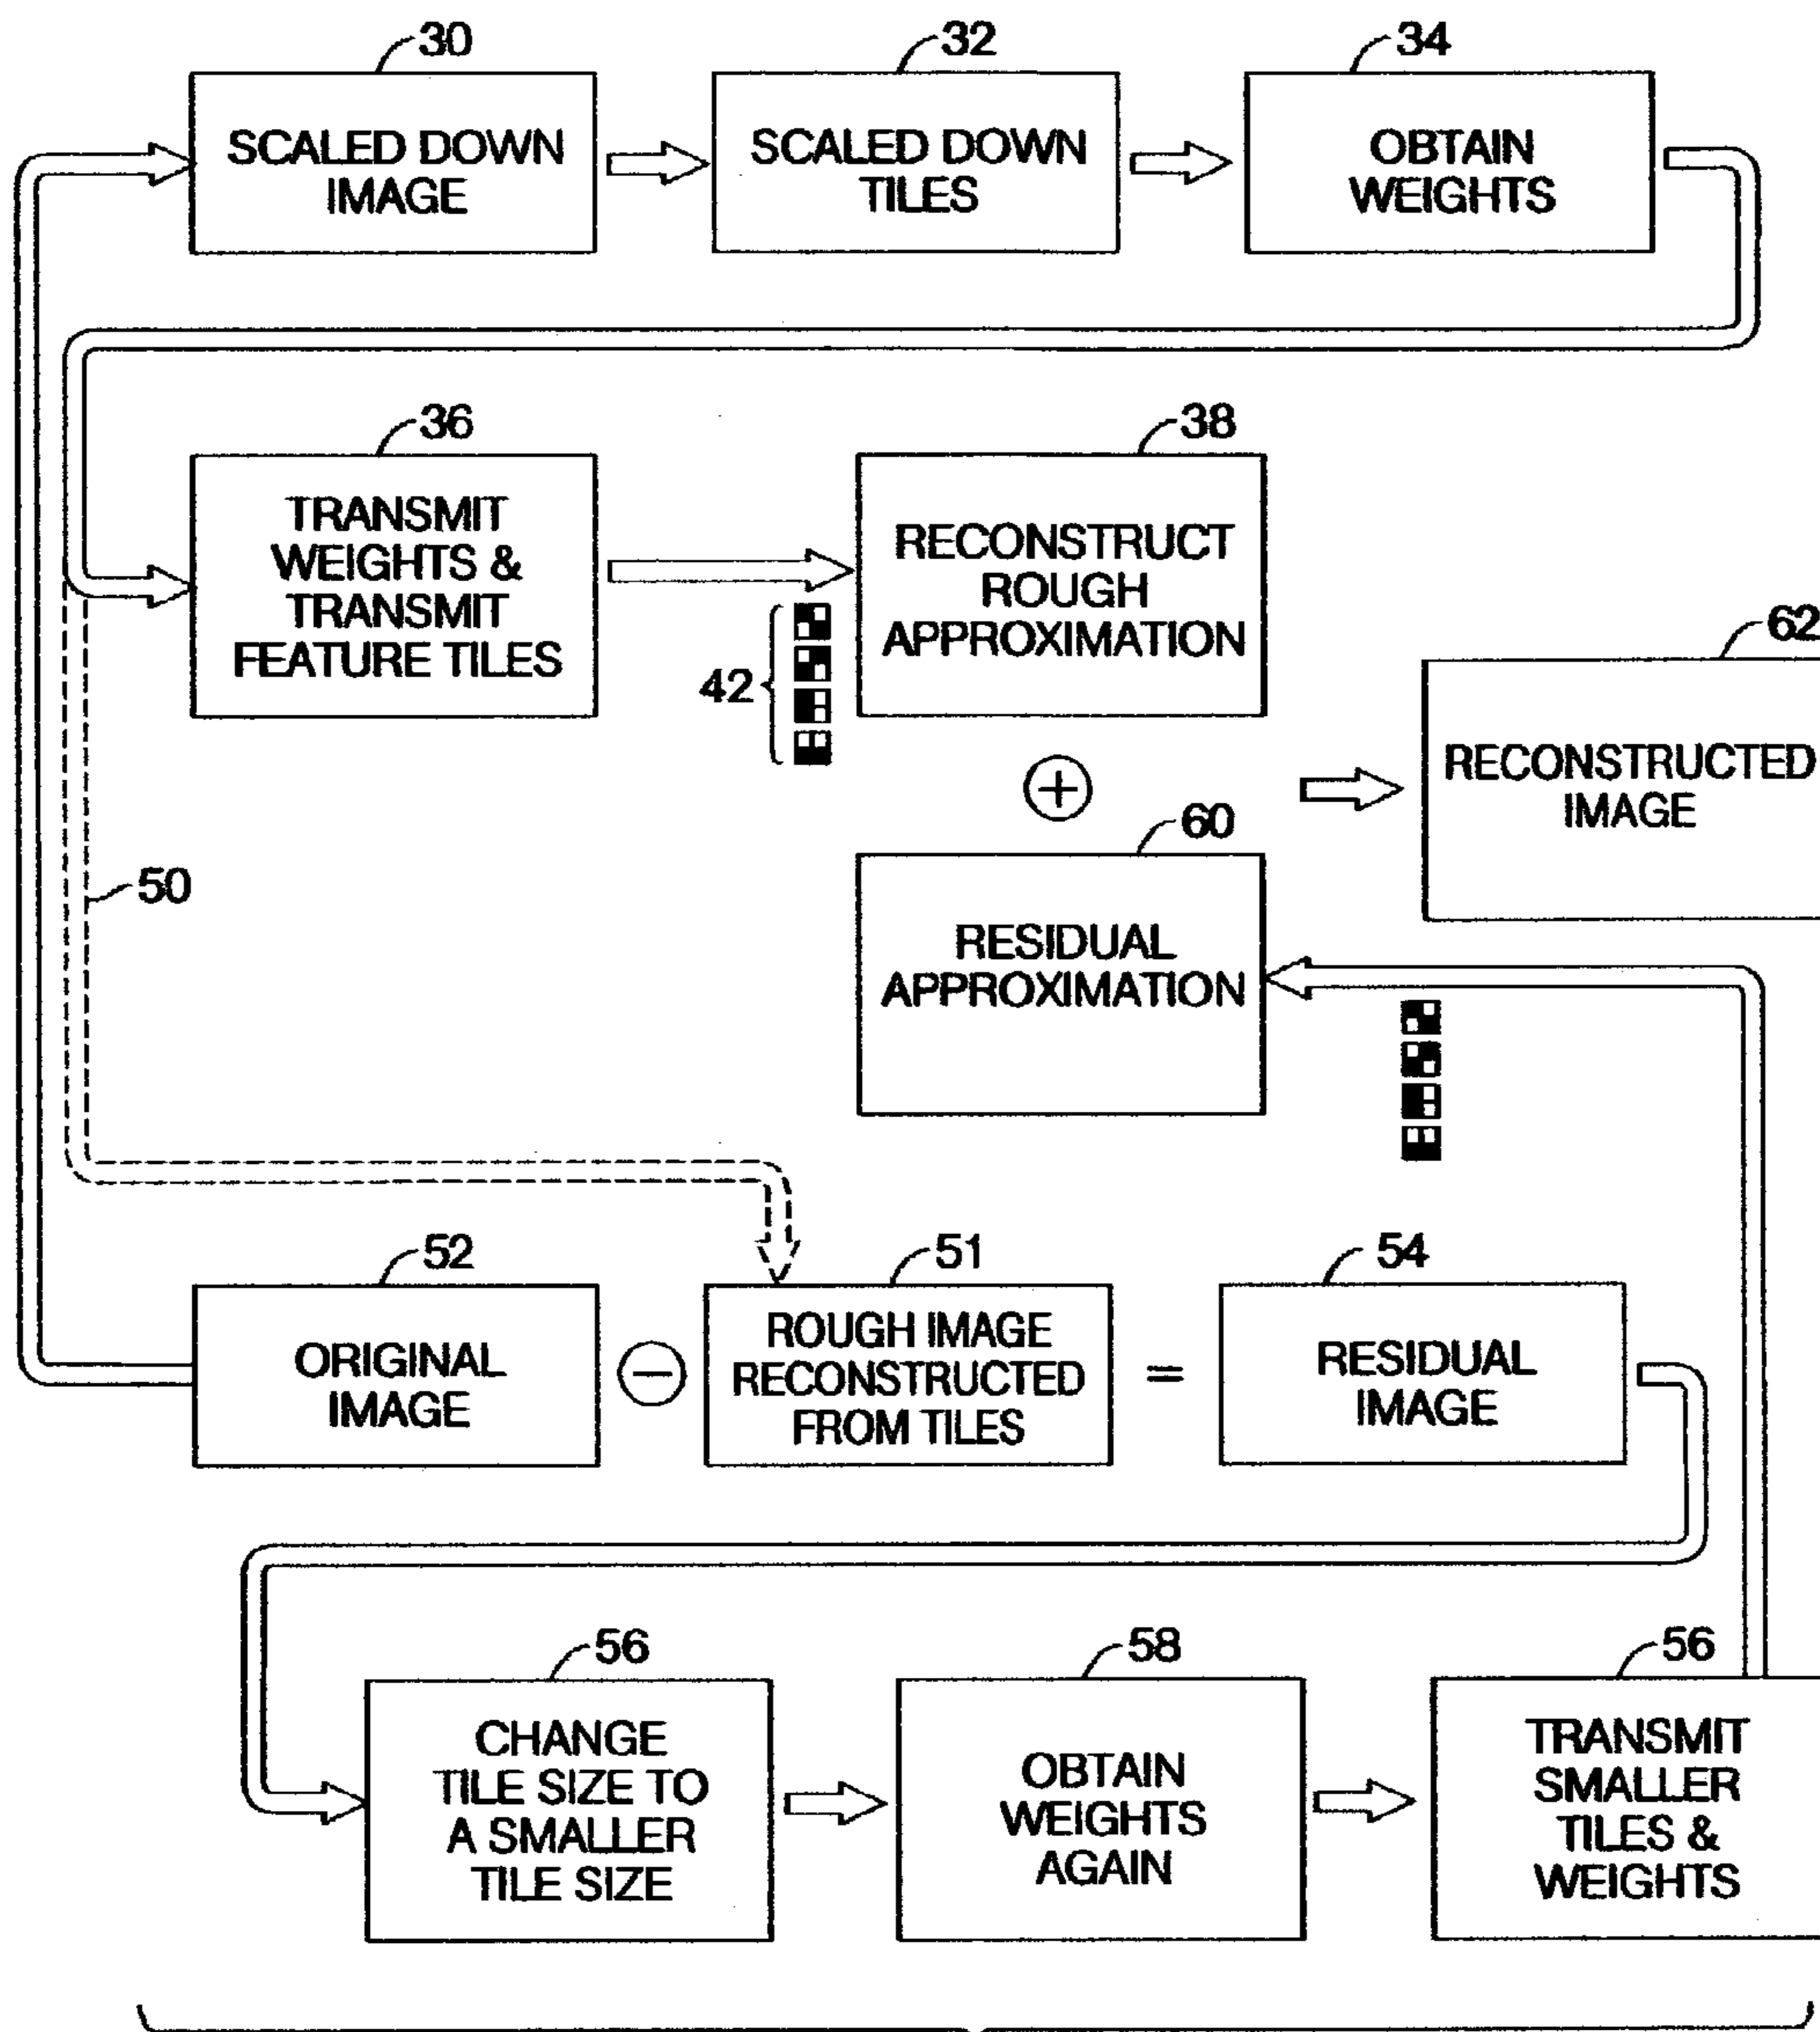 30
32
34
SCALED DOWN
IMAGE
SCALED DOWN
TILES
OBTAIN
WEIGHTS
36
38
TRANSMIT
WEIGHTS &
TRANSMIT
FEATURE TILES
42
RECONSTRUCT
ROUGH
APPROXIMATION
62
RECONSTRUCTED
IMAGE
+
60
RESIDUAL
APPROXIMATION
50
52
51
54
ORIGINAL
IMAGE
−
ROUGH IMAGE
RECONSTRUCTED
FROM TILES
=
RESIDUAL
IMAGE
56
58
56
CHANGE
TILE SIZE TO
A SMALLER
TILE SIZE
OBTAIN
WEIGHTS
AGAIN
TRANSMIT
SMALLER
TILES &
WEIGHTS